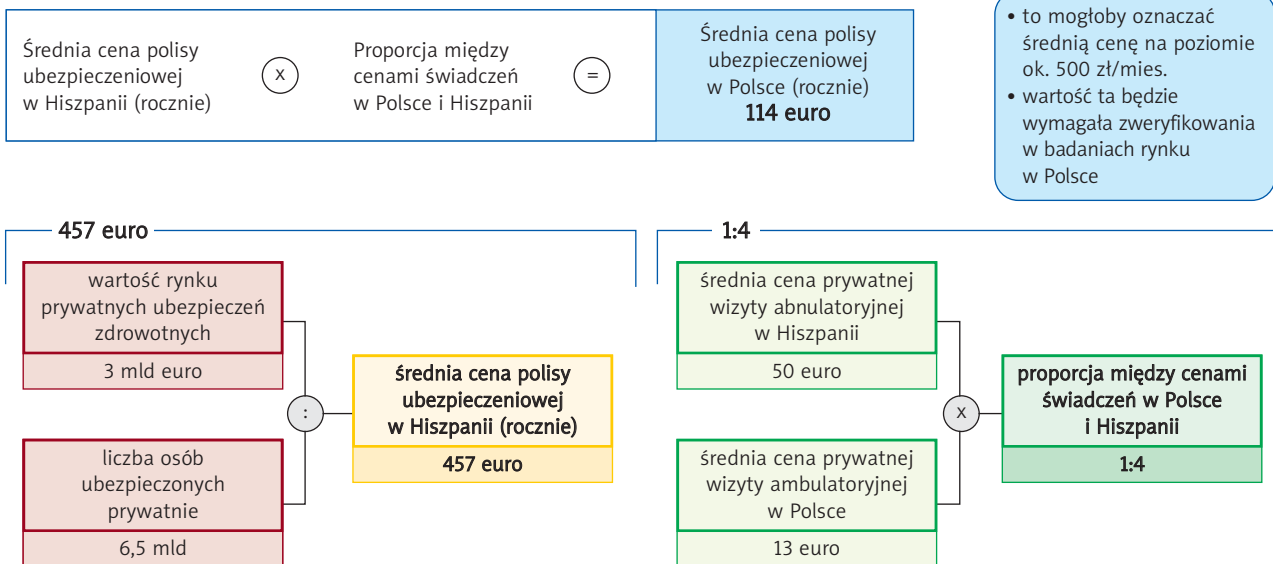 Średnia cena polisy
ubezpieczeniowej
w Hiszpanii (rocznie)
x
Proporcja między
cenami świadczeń
w Polsce i Hiszpanii
=
Średnia cena polisy
ubezpieczeniowej
w Polsce (rocznie)
114 euro
• to mogłoby oznaczać
średnią cenę na poziomie
ok. 500 zł/mies.
• wartość ta będzie
wymagała zweryfikowania
w badaniach rynku
w Polsce
457 euro
wartość rynku
prywatnych ubezpieczeń
zdrowotnych
3 mld euro
:
liczba osób
ubezpieczonych
prywatnie
6,5 mld
średnia cena polisy
ubezpieczeniowej
w Hiszpanii (rocznie)
457 euro
1:4
średnia cena prywatnej
wizyty abnulatoryjnej
w Hiszpanii
50 euro
x
średnia cena prywatnej
wizyty ambulatoryjnej
w Polsce
13 euro
proporcja między cenami
świadczeń w Polsce
i Hiszpanii
1:4